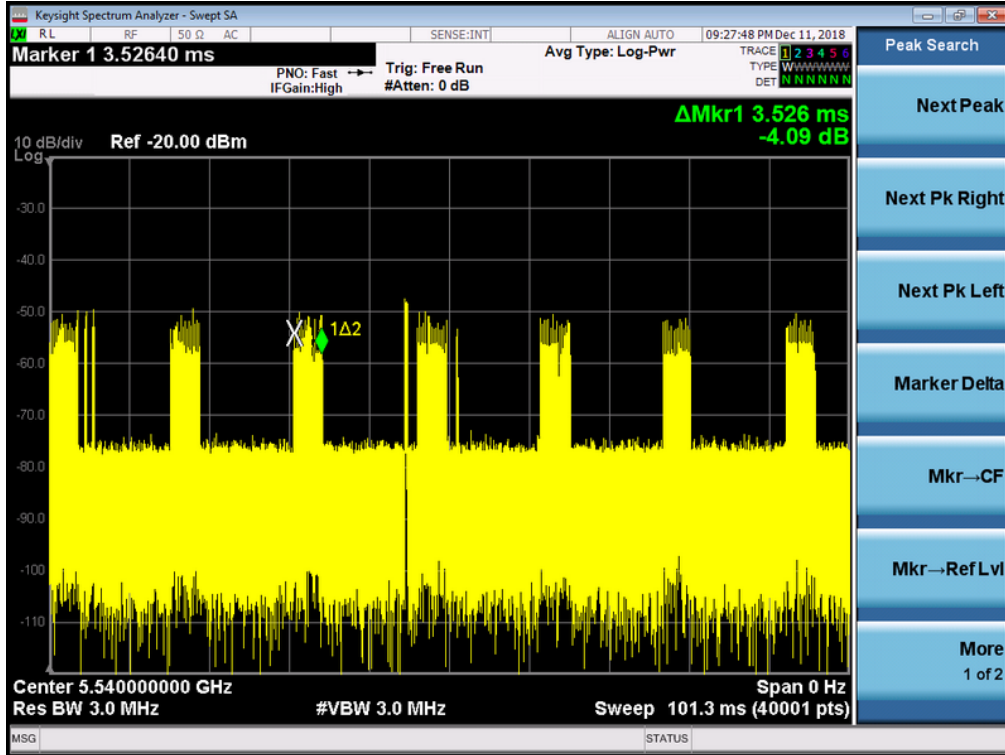 Keysight Spectrum Analyzer - Swept SA
LXI RL RF 50 Ω AC SENSE:INT ALIGN AUTO 09:27:48 PM Dec 11, 2018
Marker 1 3.52640 ms
PNO: Fast
IFGain:High
Trig: Free Run
#Atten: 0 dB
Avg Type: Log-Pwr
TRACE 1 2 3 4 5 6
TYPE WWWWWW
DET N N N N N N
ΔMkr1 3.526 ms
-4.09 dB
10 dB/div Ref -20.00 dBm
Log
-30.0
-40.0
-50.0
1Δ2
-60.0
-70.0
-80.0
-90.0
-100
-110
Center 5.540000000 GHz Span 0 Hz
Res BW 3.0 MHz #VBW 3.0 MHz Sweep 101.3 ms (40001 pts)
MSG STATUS
Peak Search
Next Peak
Next Pk Right
Next Pk Left
Marker Delta
Mkr→CF
Mkr→Ref Lvl
More
1 of 2